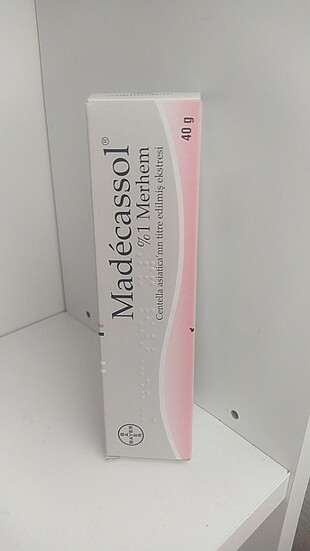 Madécassol®
%1 Merhem
Centella asiatica'nın titre edilmiş ekstresi
40 g
BAYER